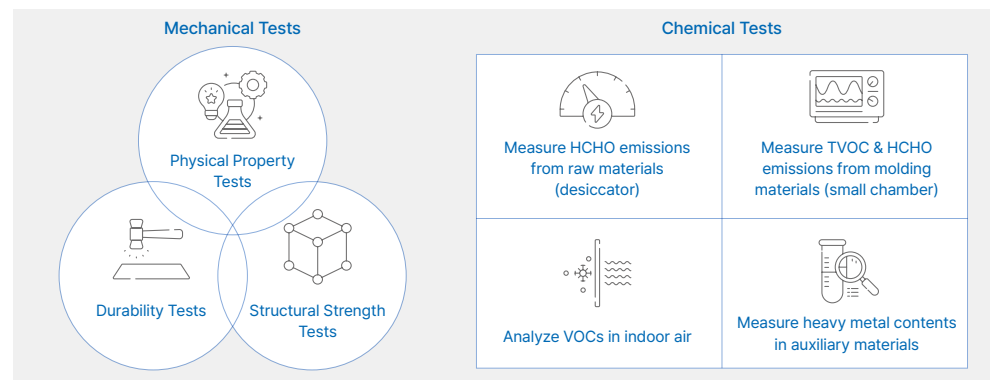 Mechanical Tests
Physical Property
Tests
Durability Tests
Structural Strength
Tests
Chemical Tests
Measure HCHO emissions
from raw materials
(desiccator)
Measure TVOC & HCHO
emissions from molding
materials (small chamber)
Analyze VOCs in indoor air
Measure heavy metal contents
in auxiliary materials